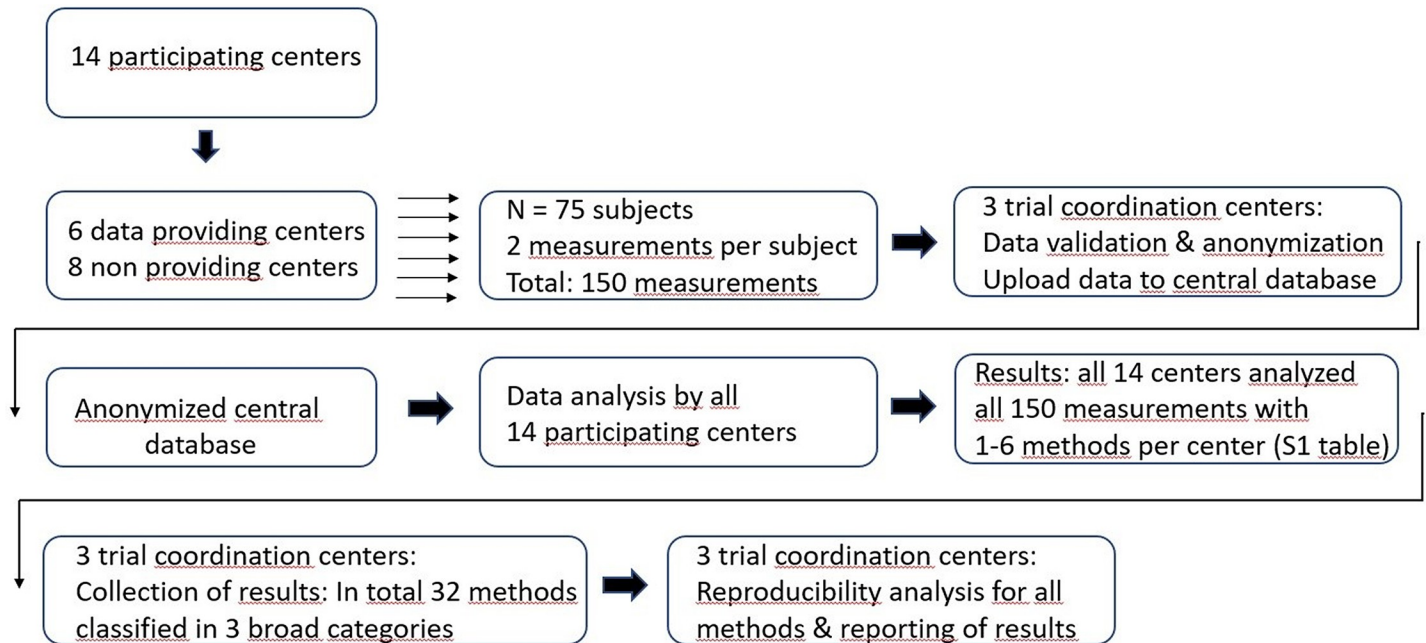 14 participating centers
6 data providing centers
8 non providing centers
N = 75 subjects
2 measurements per subject
Total: 150 measurements
3 trial coordination centers:
Data validation & anonymization
Upload data to central database
Anonymized central
database
Data analysis by all
14 participating centers
Results: all 14 centers analyzed
all 150 measurements with
1-6 methods per center (S1 table)
3 trial coordination centers:
Collection of results: In total 32 methods
classified in 3 broad categories
3 trial coordination centers:
Reproducibility analysis for all
methods & reporting of results